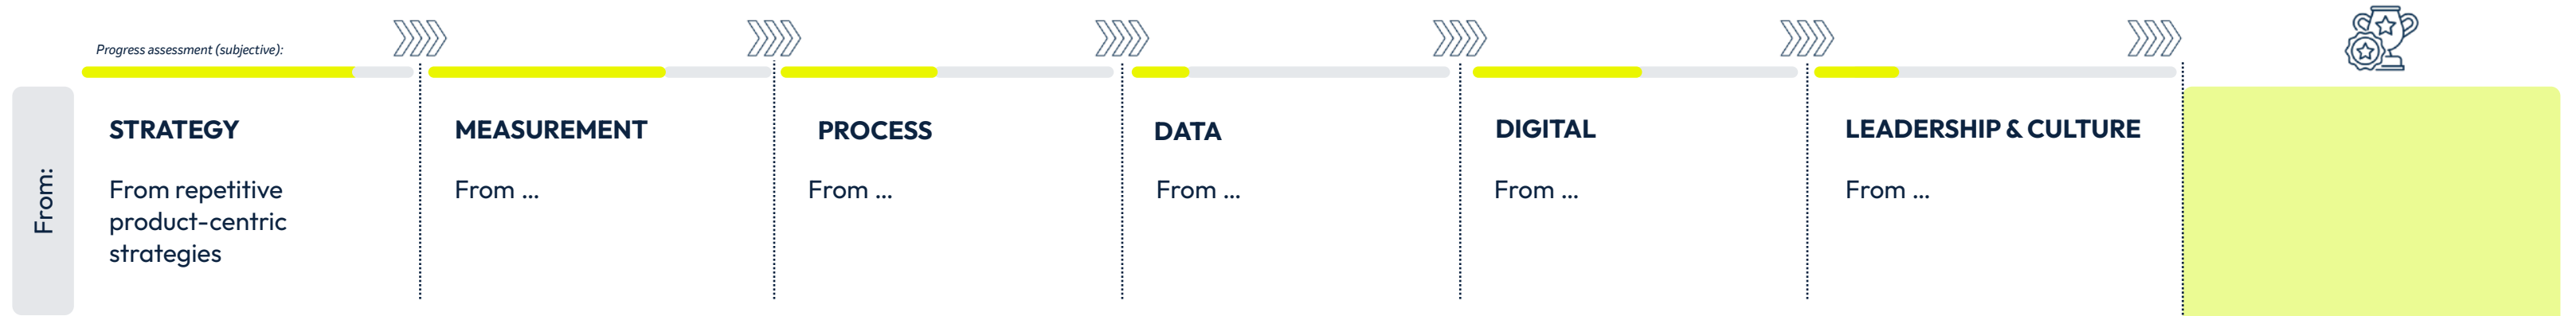 Progress assessment (subjective):
From:
STRATEGY
From repetitive
product-centric
strategies
MEASUREMENT
From ...
PROCESS
From ...
DATA
From ...
DIGITAL
From ...
LEADERSHIP & CULTURE
From ...